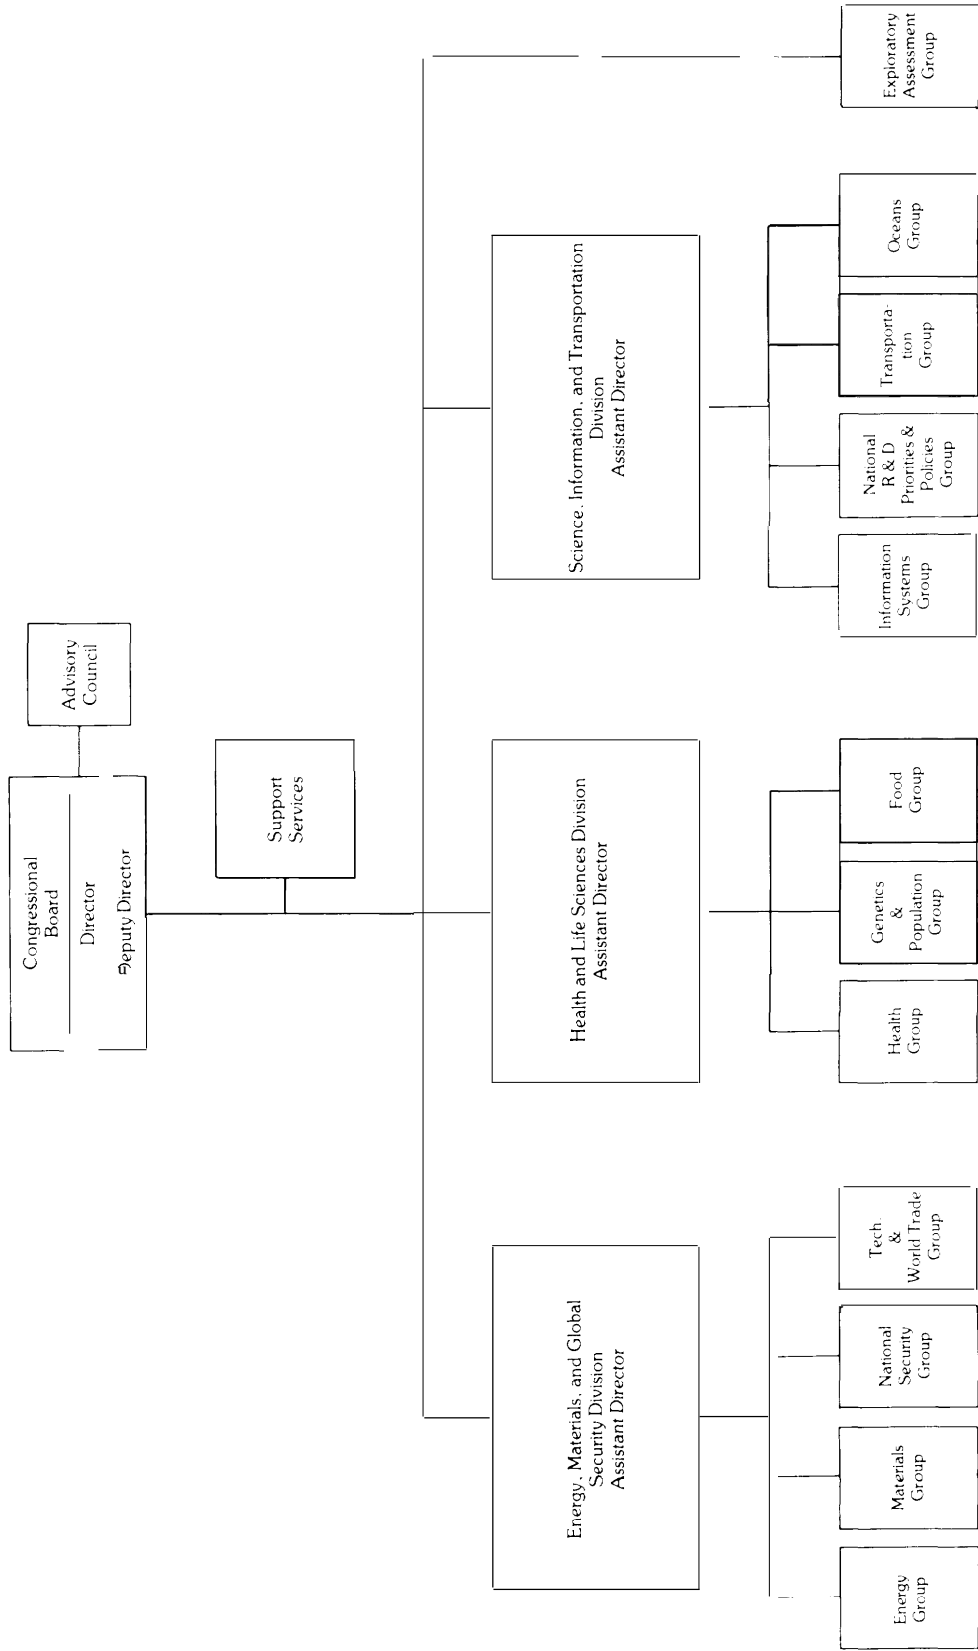 Congressional
Board
Director
Deputy Director
Advisory
Council
Support
Services
Energy, Materials, and Global
Security Division
Assistant Director
Health and Life Sciences Division
Assistant Director
Science, Information, and Transportation
Division
Assistant Director
Energy
Group
Materials
Group
National
Security
Group
Tech.
&
World Trade
Group
Health
Group
Genetics
&
Population
Group
Food
Group
Information
Systems
Group
National
R & D
Priorities &
Policies
Group
Transporta-
tion
Group
Oceans
Group
Exploratory
Assessment
Group